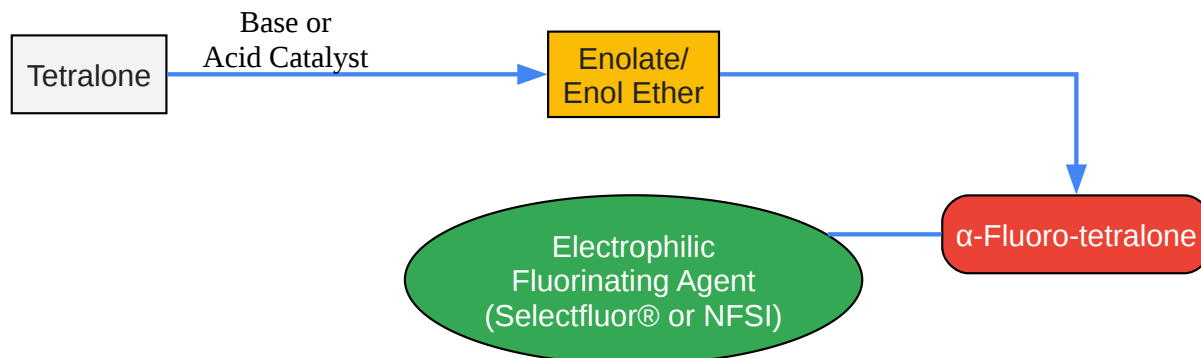 Base or
Acid Catalyst
Tetralone
Enolate/
Enol Ether
α-Fluoro-tetralone
Electrophilic
Fluorinating Agent
(Selectfluor® or NFSI)